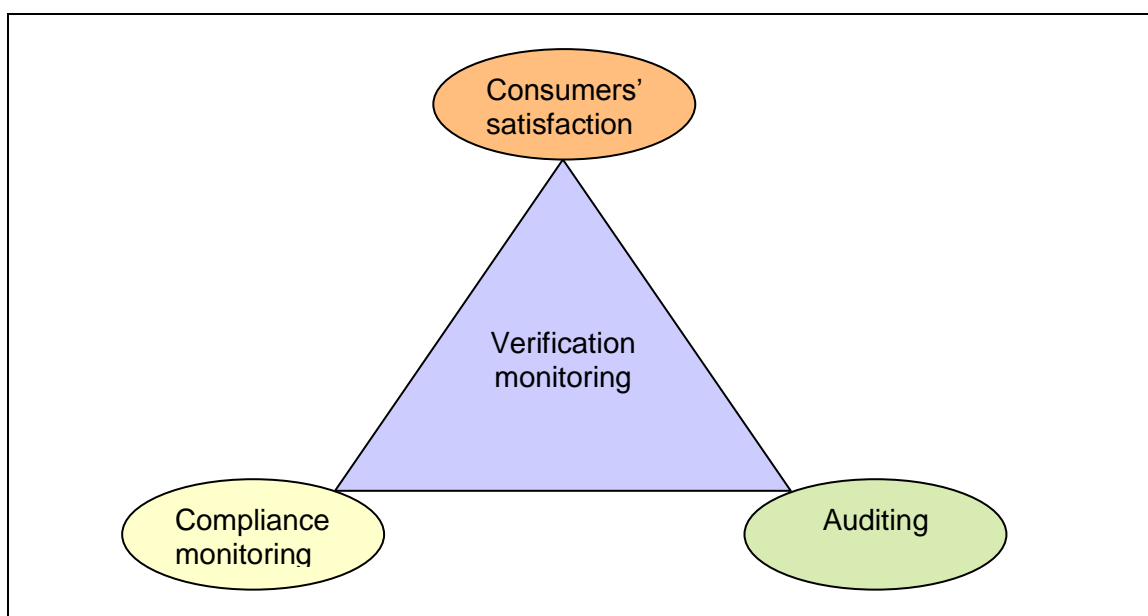 Consumers’
satisfaction
Verification
monitoring
Compliance
monitoring
Auditing